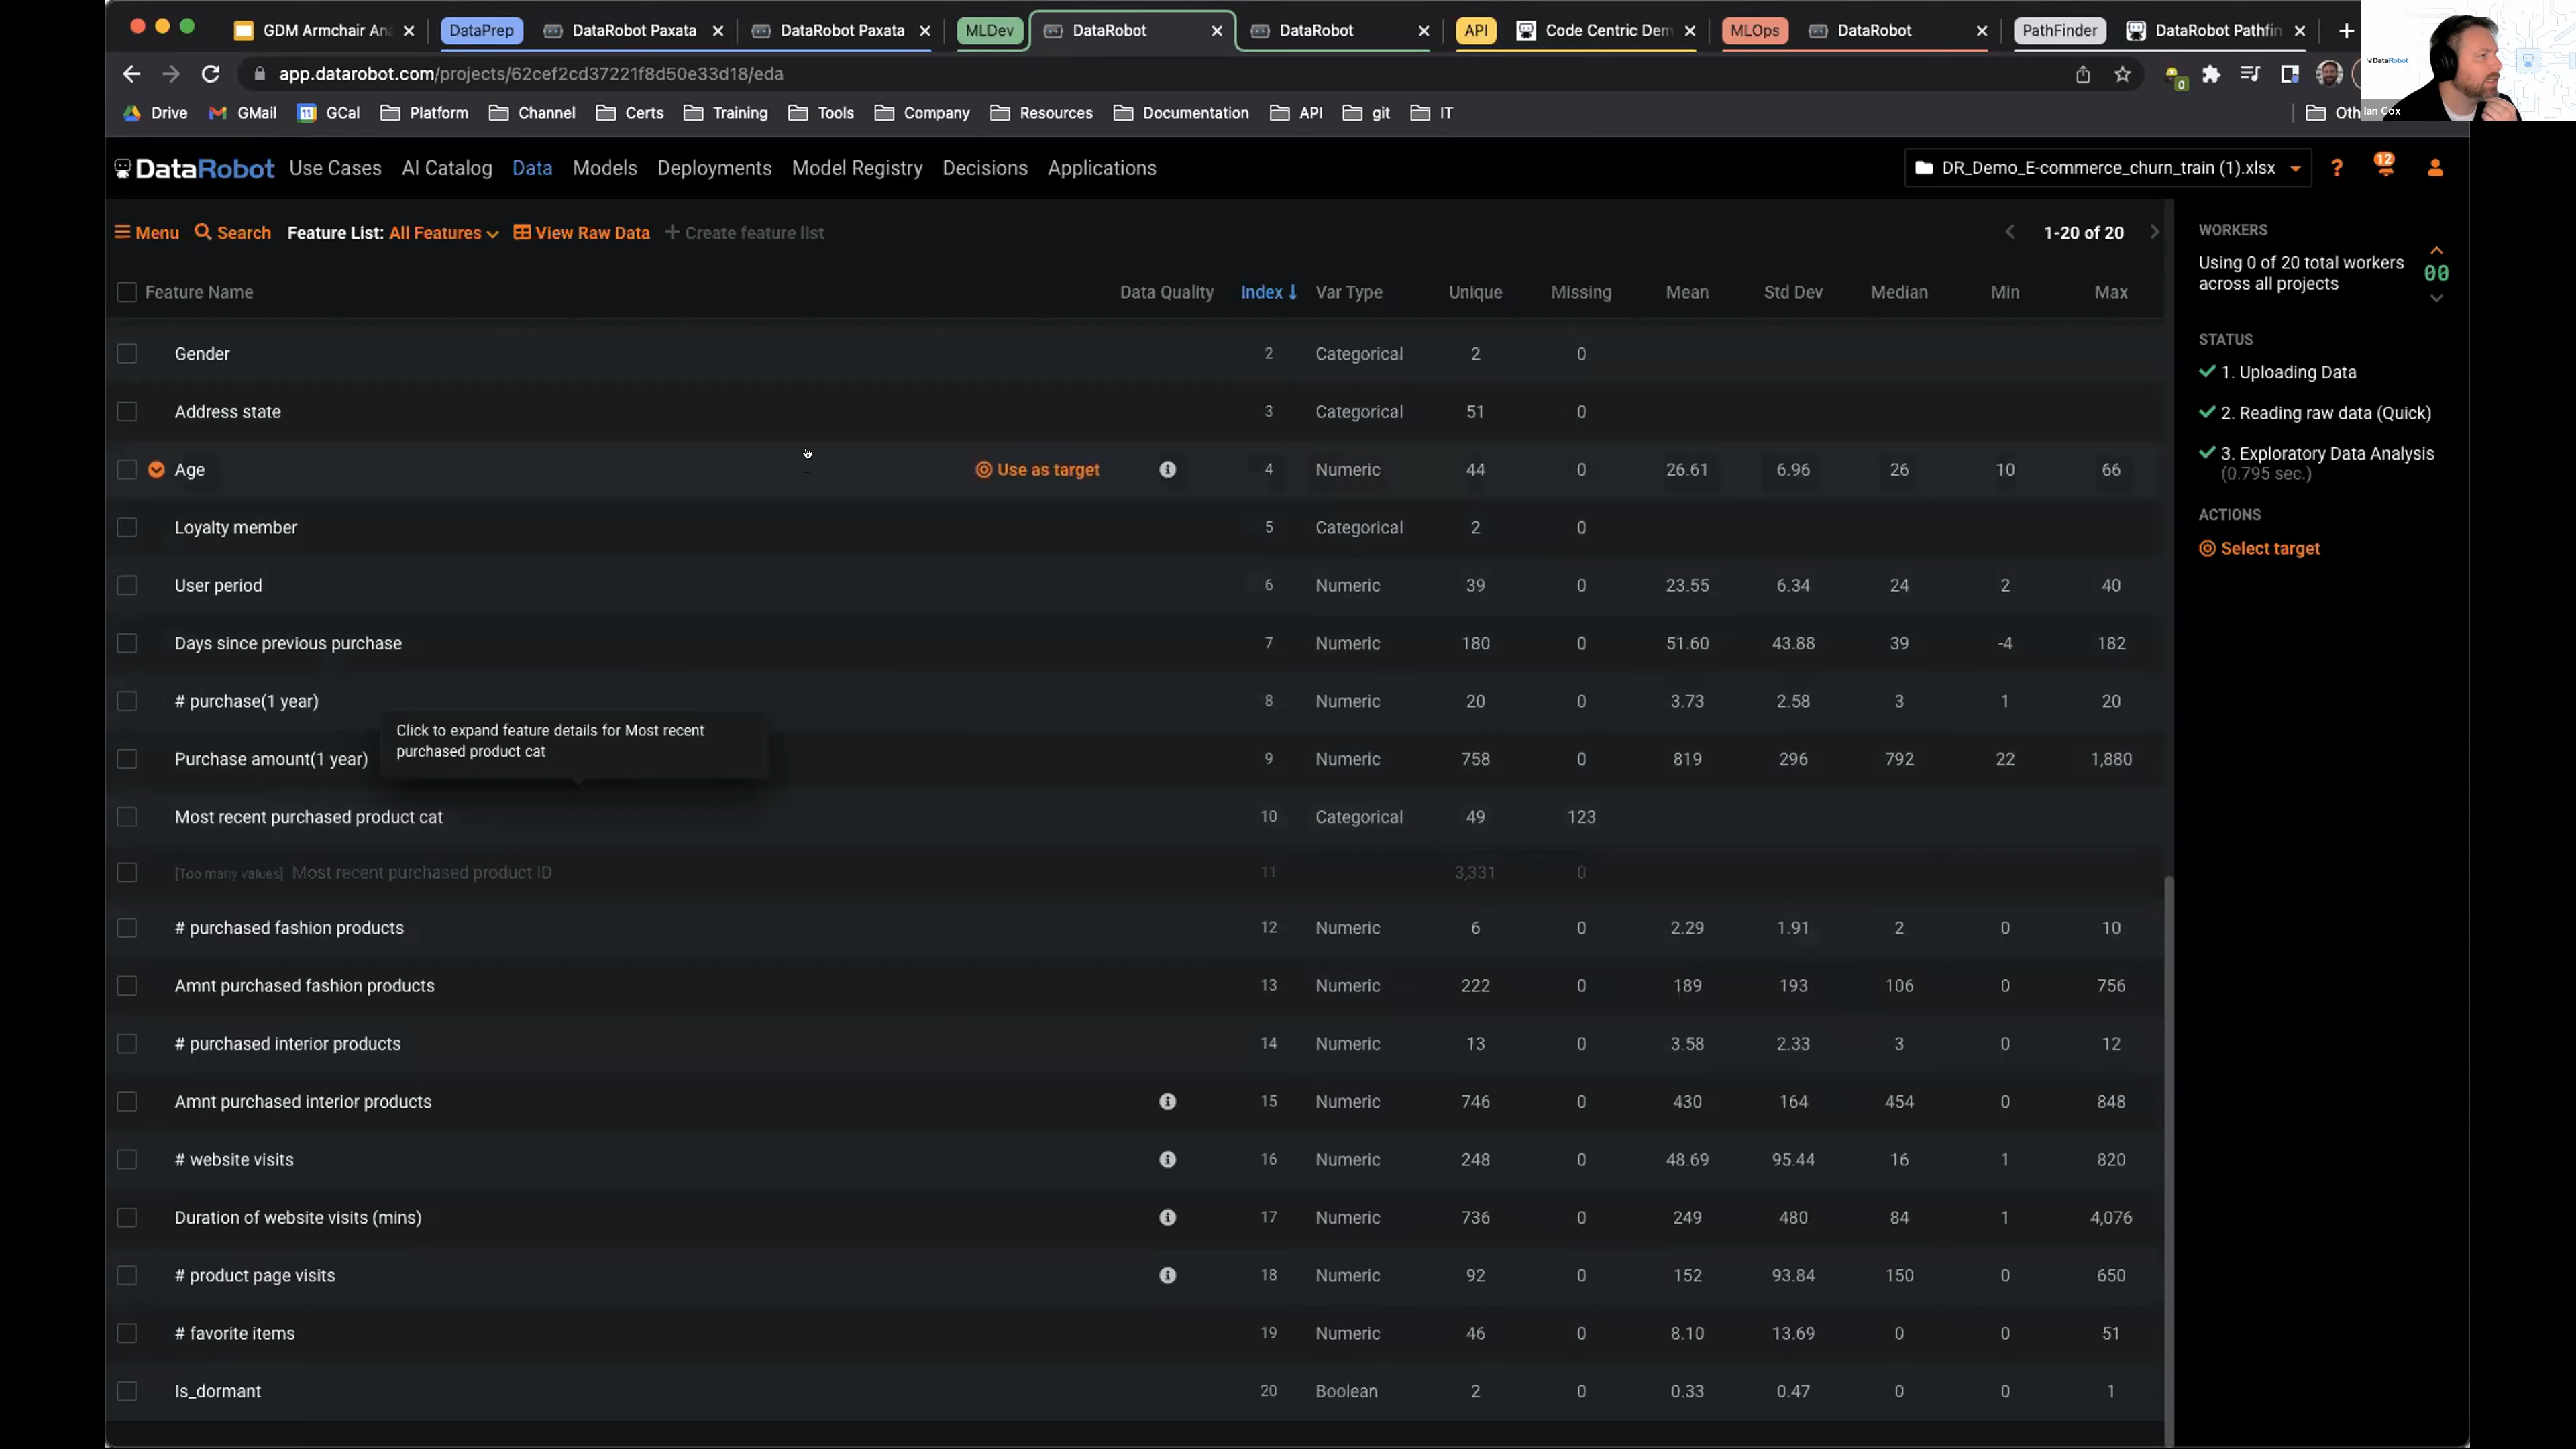 GDM Armchair An
DataPrep
DataRobot Paxata
DataRobot Paxata
MLDev
DataRobot
DataRobot
API
Code Centric Dem
MLOps
DataRobot
PathFinder
DataRobot Pathfin
app.datarobot.com/projects/62cef2cd37221f8d50e33d18/eda
0
DataRobot
Ian Cox
Drive GMail 11 GCal Platform Channel Certs Training Tools Company Resources Documentation API git IT Oth
DataRobot Use Cases AI Catalog Data Models Deployments Model Registry Decisions Applications DR_Demo_E-commerce_churn_train (1).xlsx ? 12
Menu Search Feature List: All Features View Raw Data + Create feature list < 1-20 of 20 >
Feature Name Data Quality Index Var Type Unique Missing Mean Std Dev Median Min Max
Gender 2 Categorical 2 0
Address state 3 Categorical 51 0
Age Use as target 4 Numeric 44 0 26.61 6.96 26 10 66
Loyalty member 5 Categorical 2 0
User period 6 Numeric 39 0 23.55 6.34 24 2 40
Days since previous purchase 7 Numeric 180 0 51.60 43.88 39 -4 182
# purchase(1 year) 8 Numeric 20 0 3.73 2.58 3 1 20
Click to expand feature details for Most recent
purchased product cat
Purchase amount(1 year) 9 Numeric 758 0 819 296 792 22 1,880
Most recent purchased product cat 10 Categorical 49 123
[Too many values] Most recent purchased product ID 11 3,331 0
# purchased fashion products 12 Numeric 6 0 2.29 1.91 2 0 10
Amnt purchased fashion products 13 Numeric 222 0 189 193 106 0 756
# purchased interior products 14 Numeric 13 0 3.58 2.33 3 0 12
Amnt purchased interior products 15 Numeric 746 0 430 164 454 0 848
# website visits 16 Numeric 248 0 48.69 95.44 16 1 820
Duration of website visits (mins) 17 Numeric 736 0 249 480 84 1 4,076
# product page visits 18 Numeric 92 0 152 93.84 150 0 650
# favorite items 19 Numeric 46 0 8.10 13.69 0 0 51
Is_dormant 20 Boolean 2 0 0.33 0.47 0 0 1
WORKERS
Using 0 of 20 total workers
across all projects
00
STATUS
1. Uploading Data
2. Reading raw data (Quick)
3. Exploratory Data Analysis
(0.795 sec.)
ACTIONS
Select target